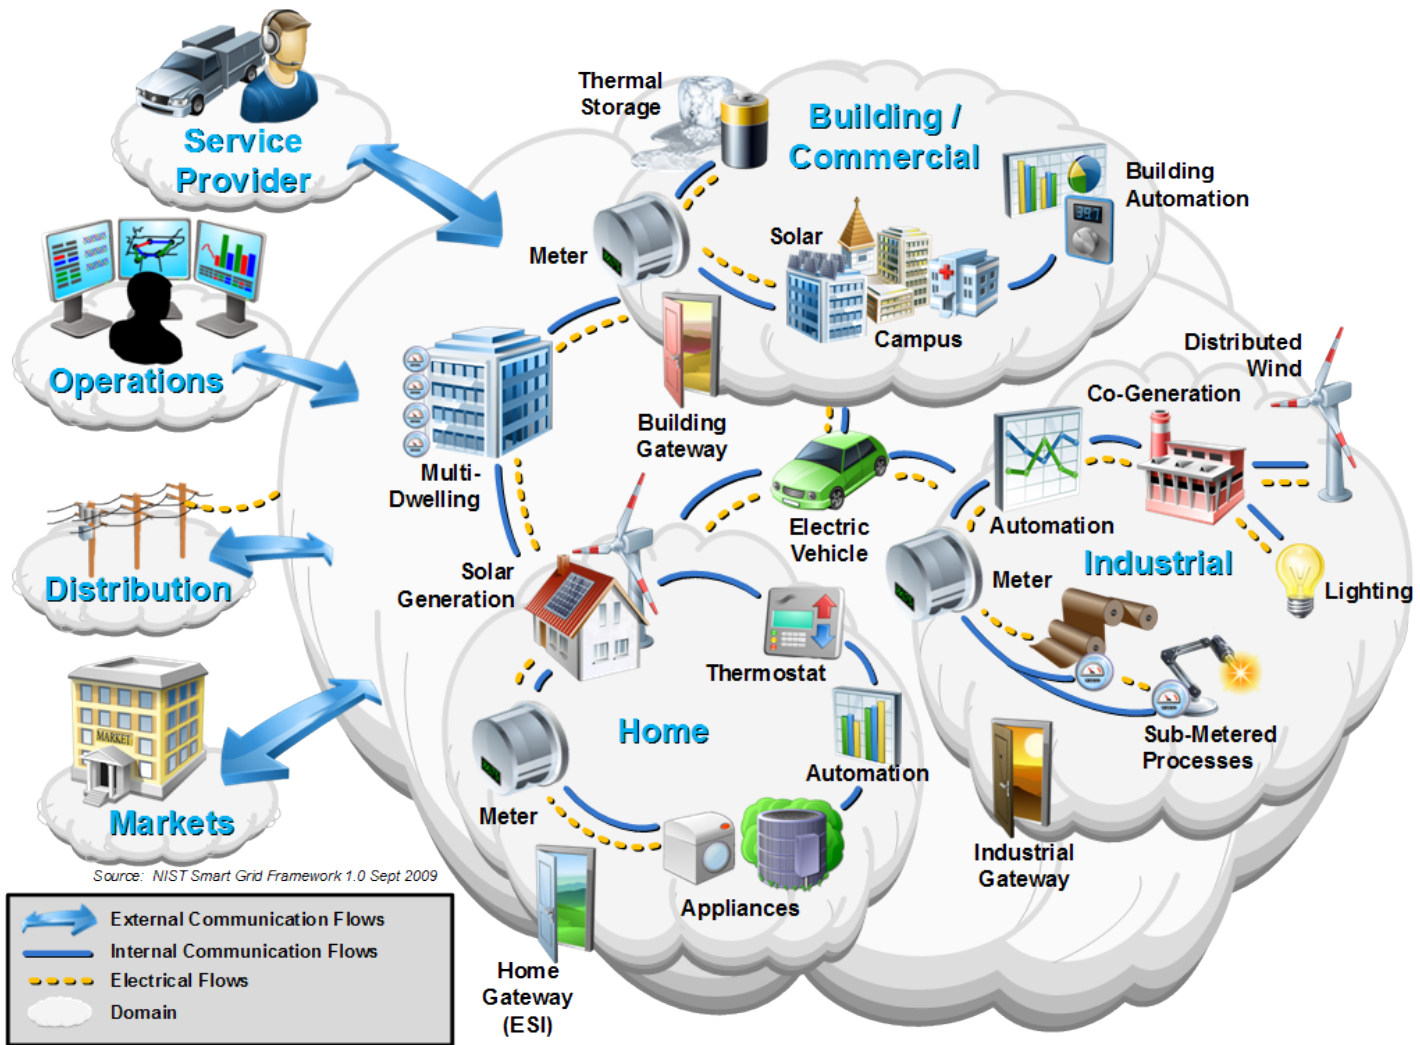 Service
Provider
Operations
Distribution
MARKET
Markets
Source: NIST Smart Grid Framework 1.0 Sept 2009
External Communication Flows
Internal Communication Flows
Electrical Flows
Domain
Thermal
Storage
Building /
Commercial
Building
Automation
39.7
Meter
Solar
Campus
Building
Gateway
Multi-
Dwelling
Electric
Vehicle
Distributed
Wind
Co-Generation
Automation
Industrial
Meter
Lighting
Sub-Metered
Processes
Industrial
Gateway
Solar
Generation
Thermostat
Home
Automation
Meter
Appliances
Home
Gateway
(ESI)